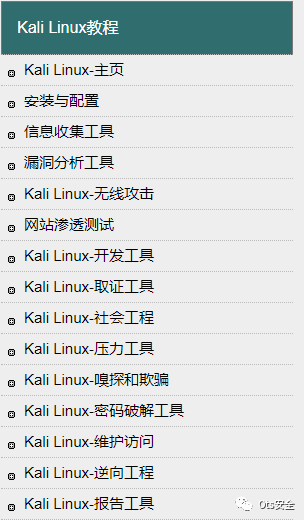 Kali Linux教程
Kali Linux-主页
安装与配置
信息收集工具
漏洞分析工具
Kali Linux-无线攻击
网站渗透测试
Kali Linux-开发工具
Kali Linux-取证工具
Kali Linux-社会工程
Kali Linux-压力工具
Kali Linux-嗅探和欺骗
Kali Linux-密码破解工具
Kali Linux-维护访问
Kali Linux-逆向工程
Kali Linux-报告工具
Ots安全